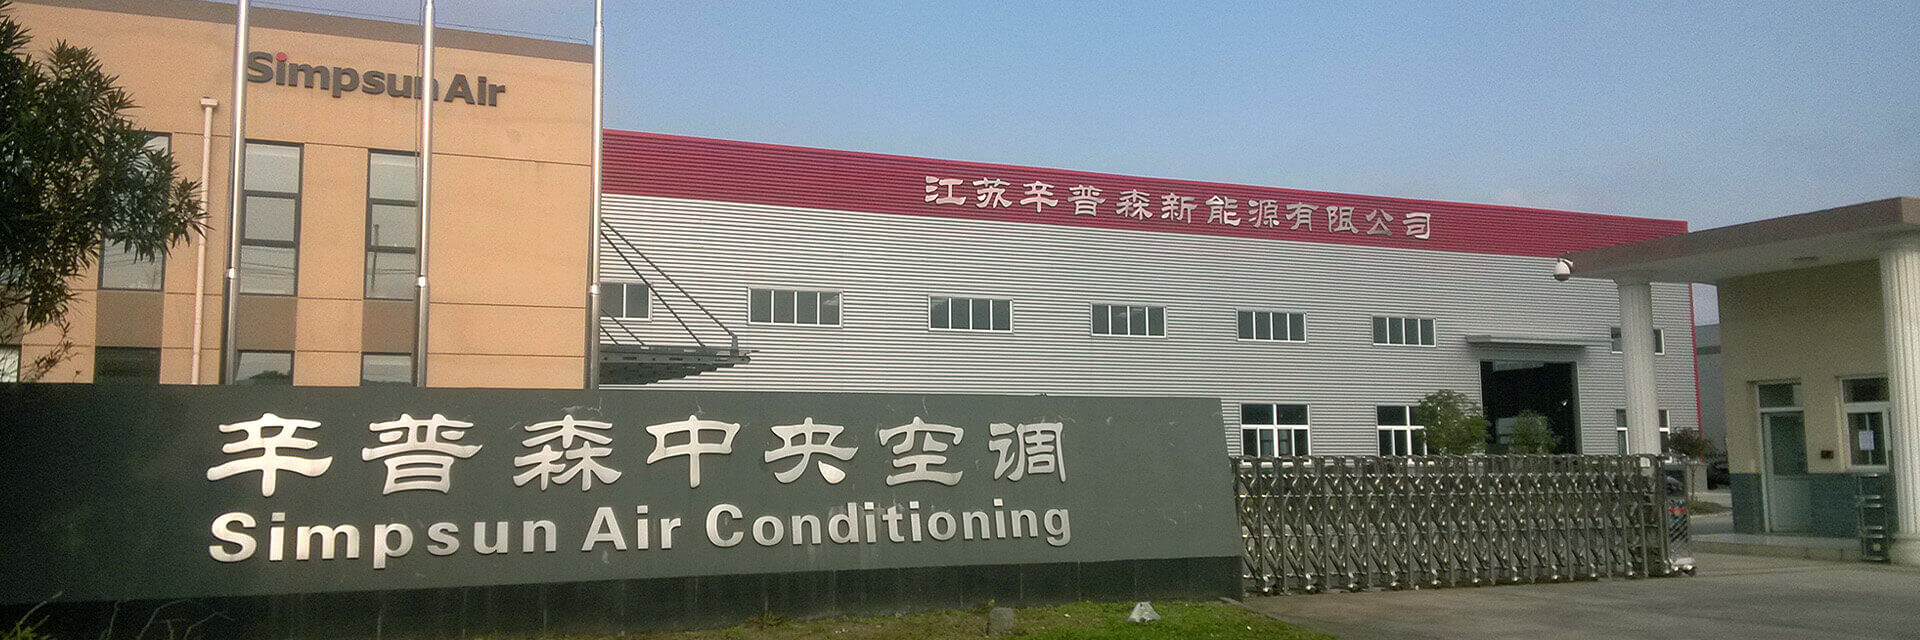 Simpsun Air
江苏辛普森新能源有限公司
辛普森中央空调
Simpsun Air Conditioning